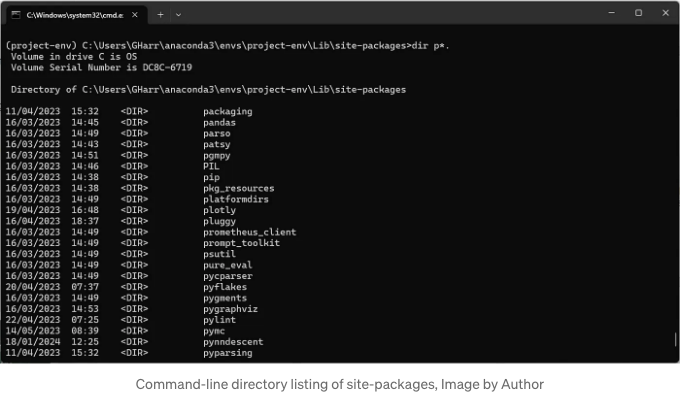 C:\Windows\system32\cmd.e:
(project-env) C:\Users\GHarr\anaconda3\envs\project-env\Lib\site-packages>dir p*.
Volume in drive C is OS
Volume Serial Number is DC8C-6719
Directory of C:\Users\GHarr\anaconda3\envs\project-env\Lib\site-packages
11/04/2023 15:32 <DIR> packaging
16/03/2023 14:45 <DIR> pandas
16/03/2023 14:49 <DIR> parso
16/03/2023 14:43 <DIR> patsy
16/03/2023 14:51 <DIR> pgmpy
16/03/2023 14:46 <DIR> PIL
16/03/2023 14:38 <DIR> pip
16/03/2023 14:38 <DIR> pkg_resources
16/03/2023 14:49 <DIR> platformdirs
19/04/2023 16:48 <DIR> plotly
16/04/2023 18:37 <DIR> pluggy
16/03/2023 14:49 <DIR> prometheus_client
16/03/2023 14:49 <DIR> prompt_toolkit
16/03/2023 14:49 <DIR> psutil
16/03/2023 14:49 <DIR> pure_eval
16/03/2023 14:49 <DIR> pycparser
20/04/2023 07:37 <DIR> pyflakes
16/03/2023 14:49 <DIR> pygments
16/03/2023 14:53 <DIR> pygraphviz
22/04/2023 07:25 <DIR> pylint
14/05/2023 08:39 <DIR> pymc
18/01/2024 12:25 <DIR> pynndescent
11/04/2023 15:32 <DIR> pyparsing
Command-line directory listing of site-packages, Image by Author